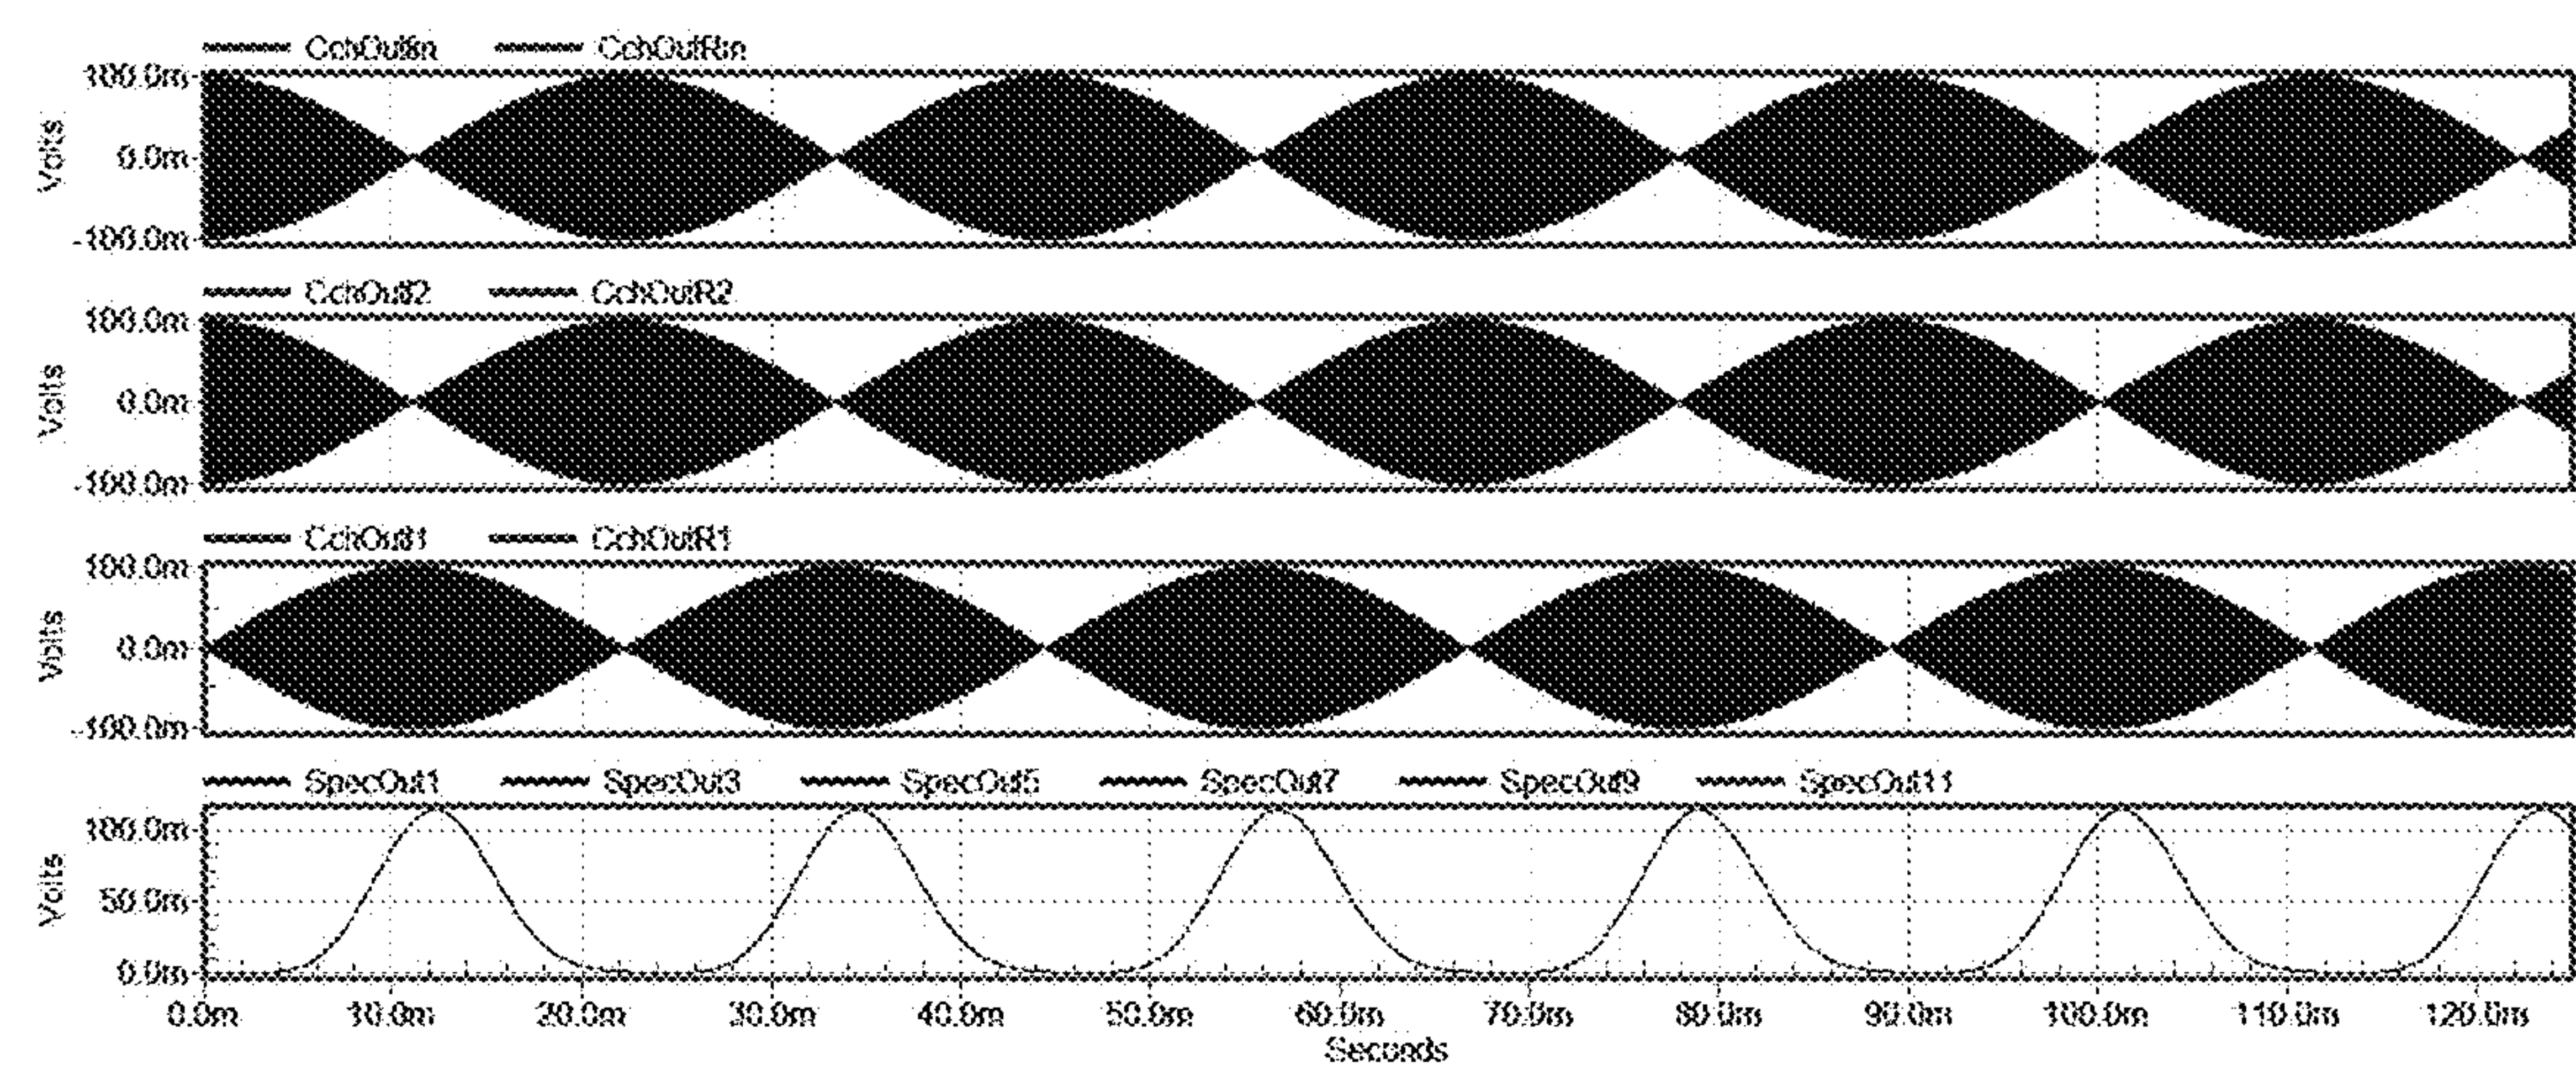 CchOutIin CchOutRin
100.0m
Volts
0.0m
-100.0m
CchOutI2 CchOutR2
100.0m
Volts
0.0m
-100.0m
CchOutI1 CchOutR1
100.0m
Volts
0.0m
-100.0m
SpecOut1 SpecOut3 SpecOut5 SpecOut7 SpecOut9 SpecOut11
100.0m
Volts
50.0m
0.0m
0.0m 10.0m 20.0m 30.0m 40.0m 50.0m 60.0m 70.0m 80.0m 90.0m 100.0m 110.0m 120.0m
Seconds